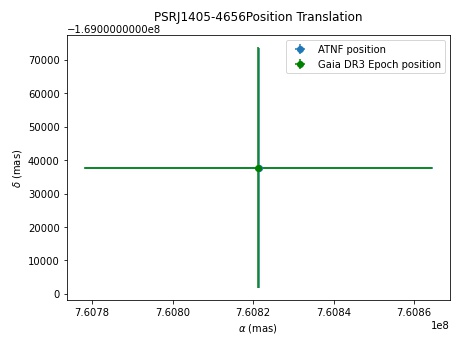 PSRJ1405-4656Position Translation
−1.6900000000e8
ATNF position
Gaia DR3 Epoch position
70000
60000
50000
40000
30000
20000
10000
0
δ (mas)
7.6078 7.6080 7.6082 7.6084 7.6086
1e8
α (mas)